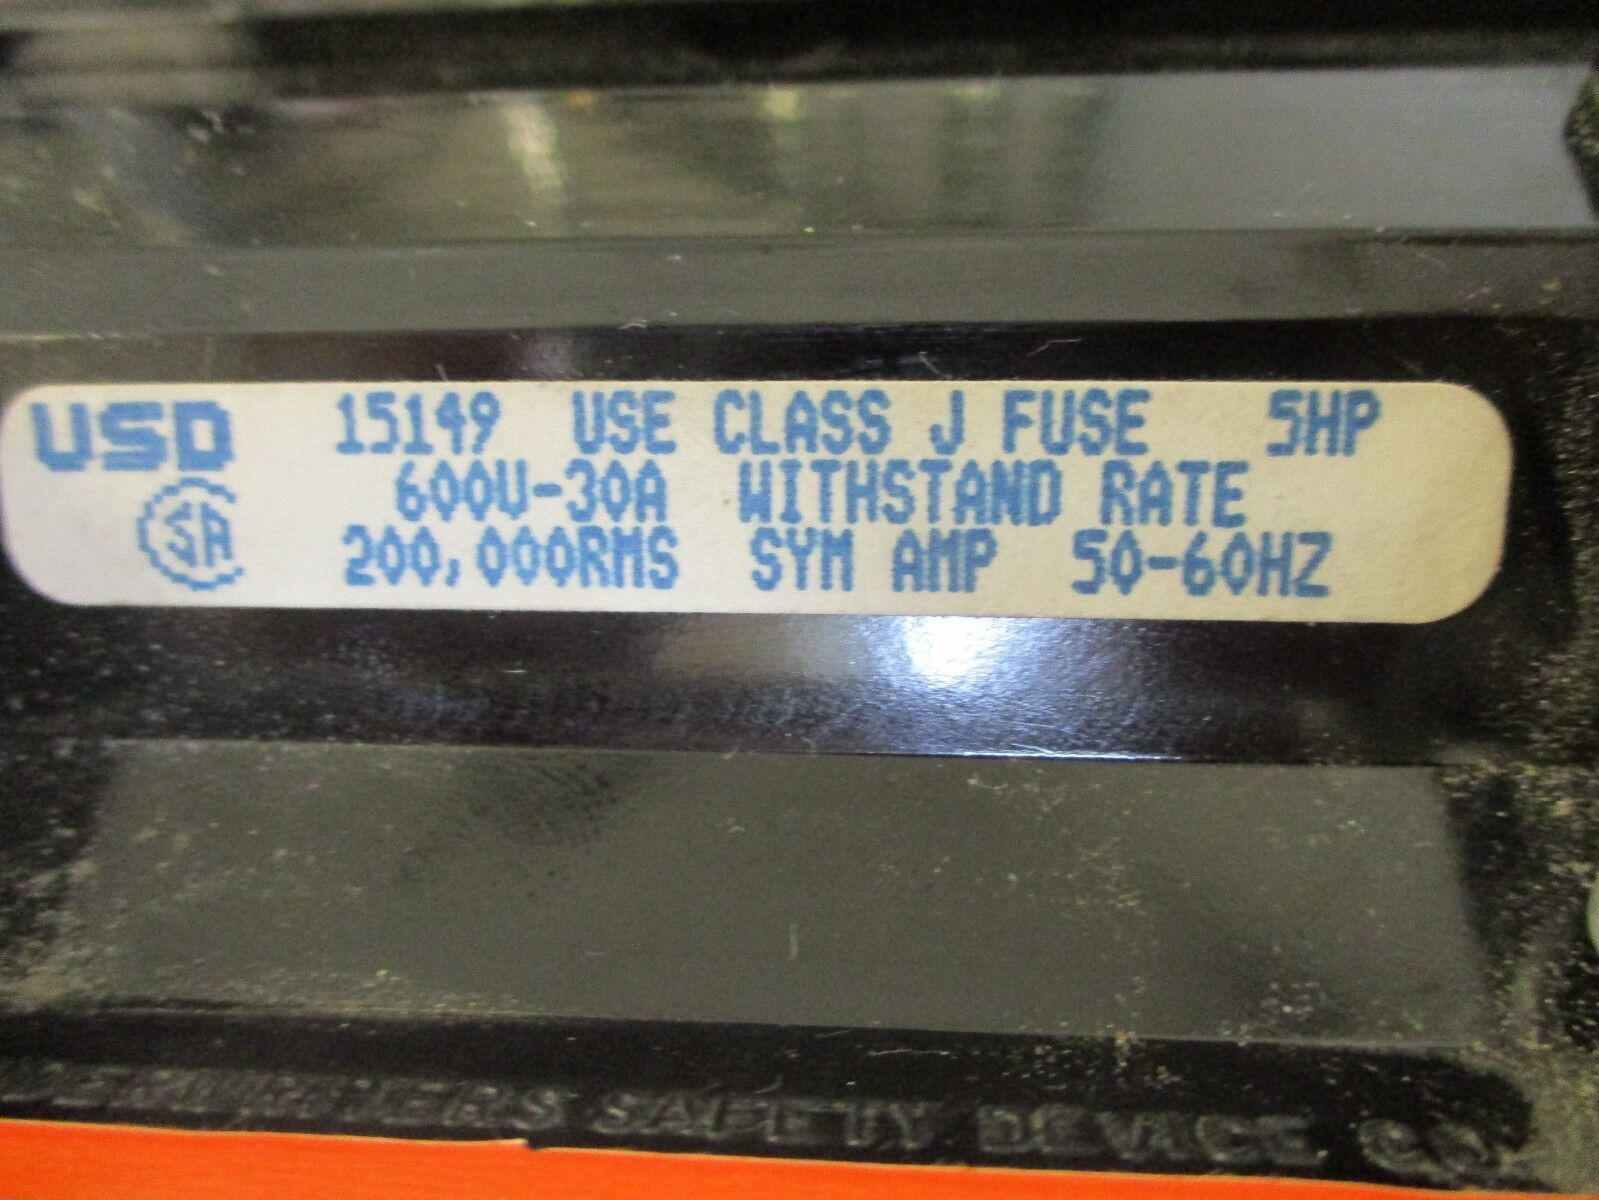 USD 15149 USE CLASS J FUSE 5HP
SA 600V-30A WITHSTAND RATE
200,000RMS SYM AMP 50-60HZ
SAFETY DEVICE CO.